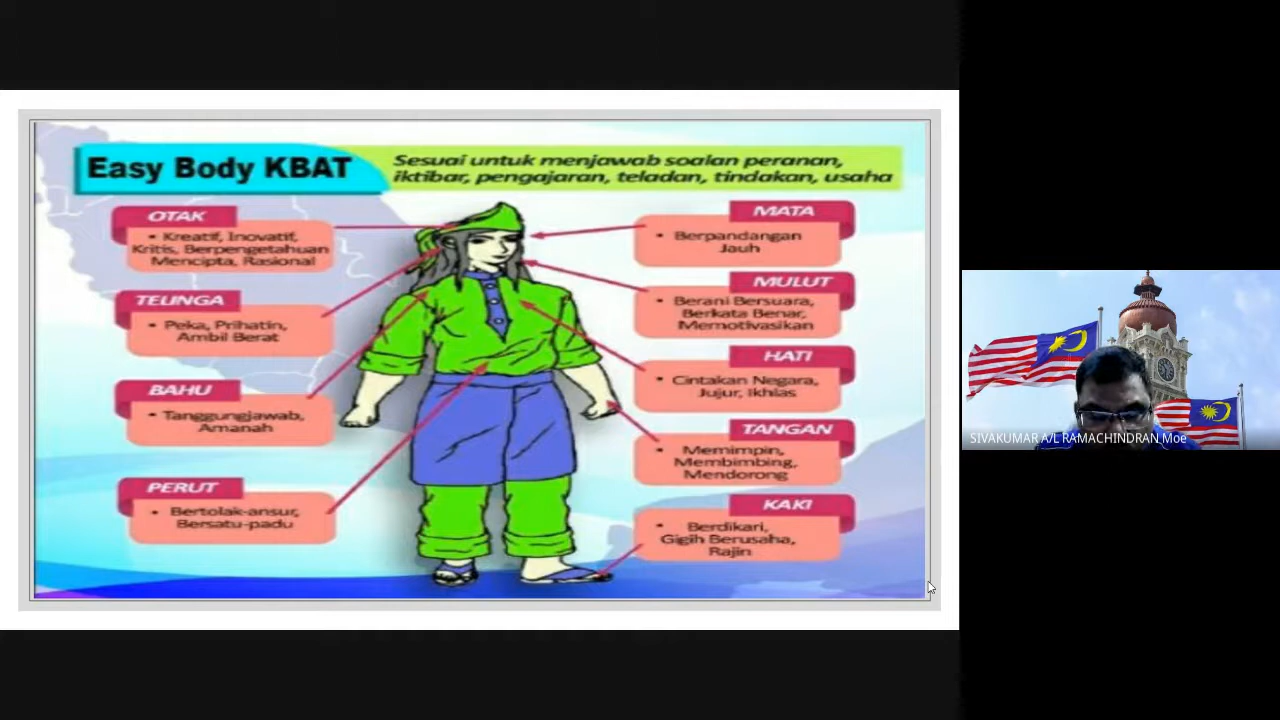 Easy Body KBAT
Sesuai untuk menjawab soalan peranan,
iktibar, pengajaran, teladan, tindakan, usaha
OTAK
• Kreatif, Inovatif,
Kritis, Berpengetahuan
Mencipta, Rasional
TELINGA
• Peka, Prihatin,
Ambil Berat
BAHU
• Tanggungjawab,
Amanah
PERUT
• Bertolak-ansur,
Bersatu-padu
MATA
• Berpandangan
Jauh
MULUT
• Berani Bersuara,
Berkata Benar,
Memotivasikan
HATI
• Cintakan Negara,
Jujur, Ikhlas
TANGAN
• Memimpin,
Membimbing,
Mendorong
KAKI
• Berdikari,
Gigih Berusaha,
Rajin
SIVAKUMAR A/L RAMACHINDRAN Moe